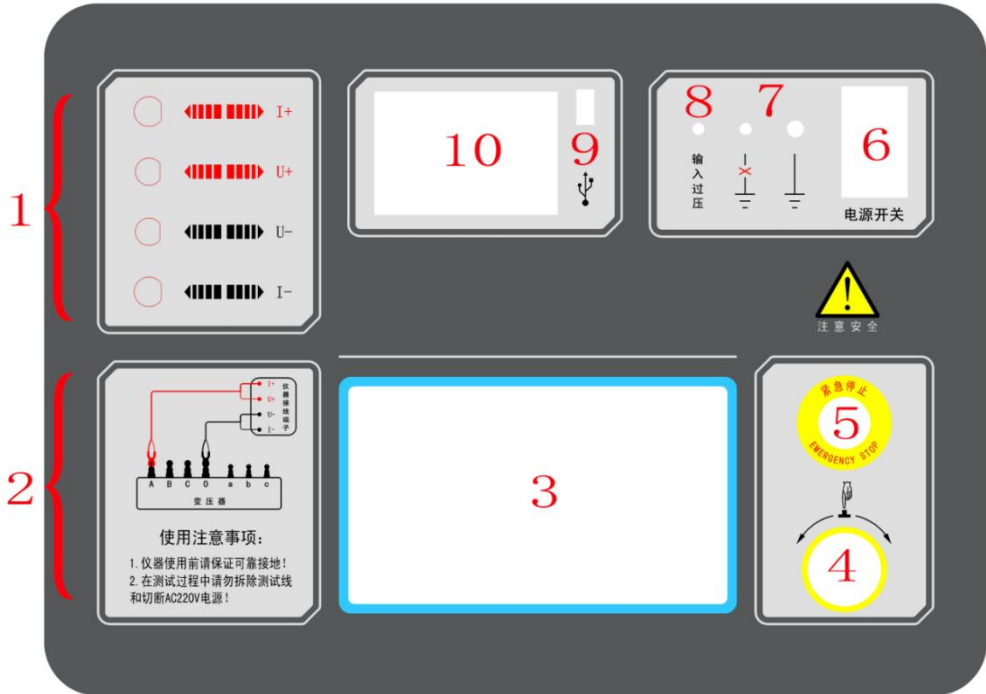 1
I+
U+
U-
I-
10
9
8
7
6
输入过压
电源开关
注意安全
2
I+
U+
U-
I-
仪器接线端子
A B C O a b c
变压器
使用注意事项：
1. 仪器使用前请保证可靠接地！
2. 在测试过程中请勿拆除测试线
和切断AC220V电源！
3
紧急停止
5
EMERGENCY STOP
4